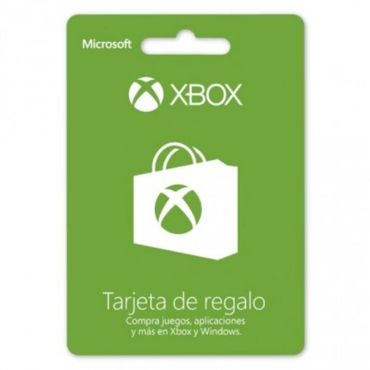 Microsoft
XBOX
Tarjeta de regalo
Compra juegos, aplicaciones
y más en Xbox y Windows.